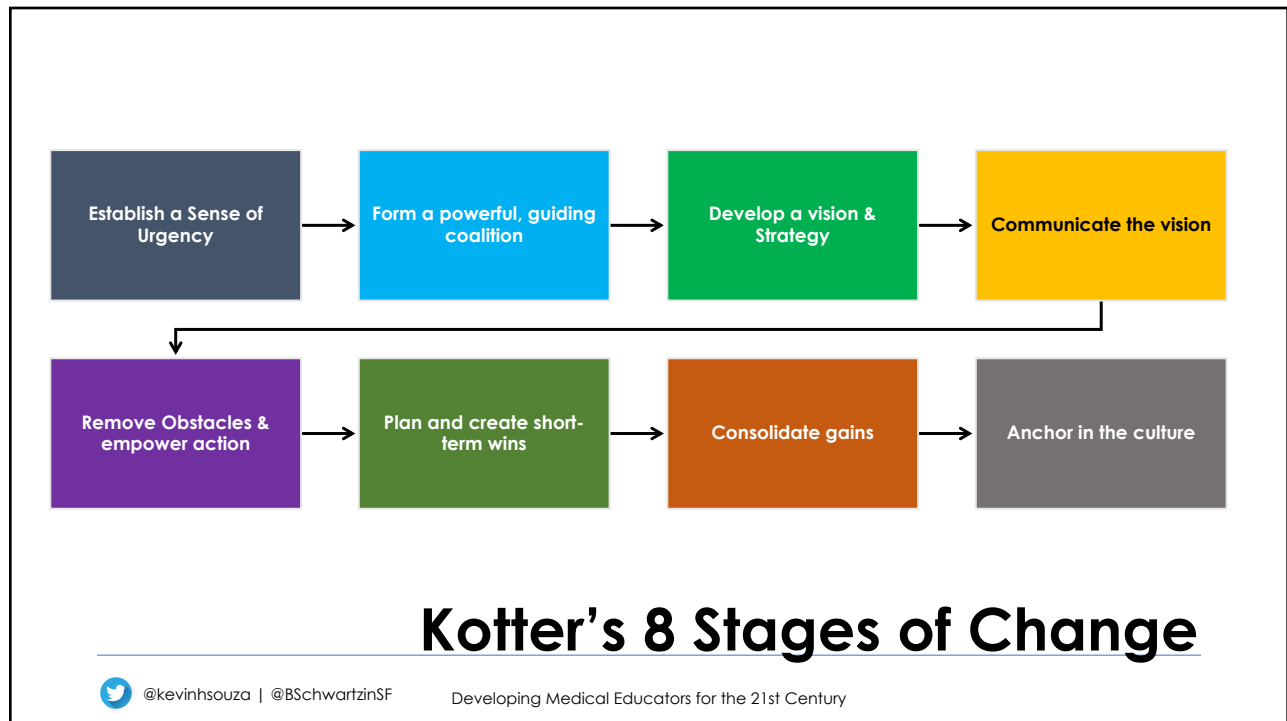 Establish a Sense of
Urgency
Form a powerful, guiding
coalition
Develop a vision &
Strategy
Communicate the vision
Remove Obstacles &
empower action
Plan and create short-
term wins
Consolidate gains
Anchor in the culture
Kotter’s 8 Stages of Change
@kevinhsouza | @BSchwartzinSF
Developing Medical Educators for the 21st Century